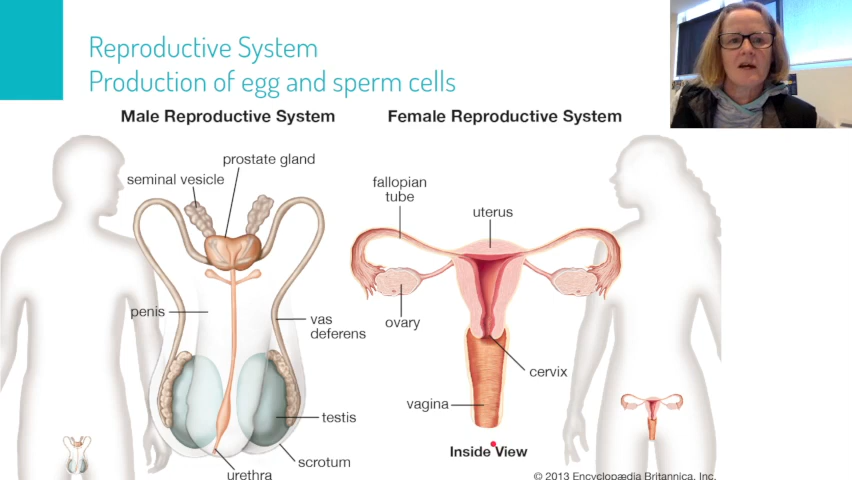 Reproductive System
Production of egg and sperm cells
Male Reproductive System
Female Reproductive System
prostate gland
seminal vesicle
penis
vas
deferens
testis
scrotum
urethra
fallopian
tube
uterus
ovary
cervix
vagina
Inside View
© 2013 Encyclopædia Britannica, Inc.